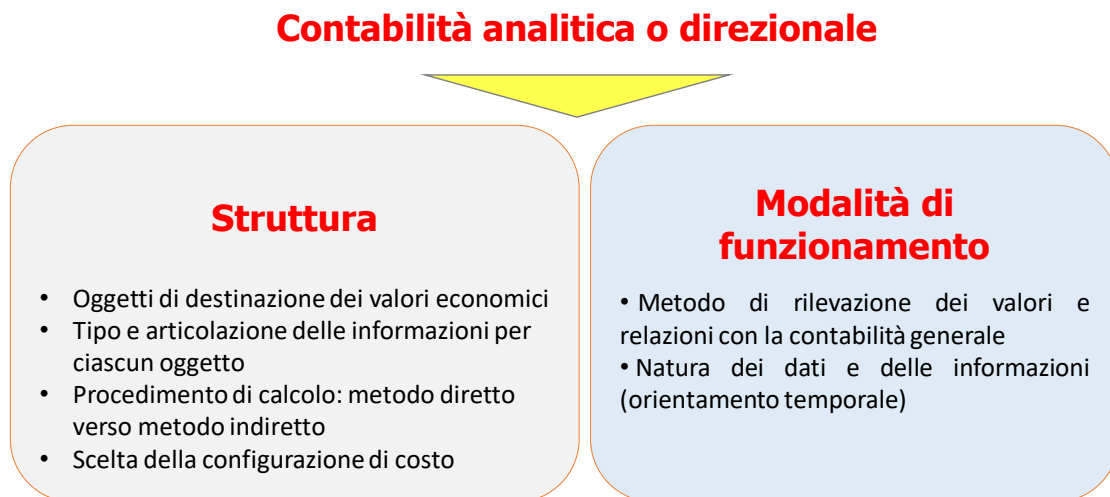 Contabilità analitica o direzionale
Struttura
• Oggetti di destinazione dei valori economici
• Tipo e articolazione delle informazioni per
ciascun oggetto
• Procedimento di calcolo: metodo diretto
verso metodo indiretto
• Scelta della configurazione di costo
Modalità di
funzionamento
• Metodo di rilevazione dei valori e
relazioni con la contabilità generale
• Natura dei dati e delle informazioni
(orientamento temporale)